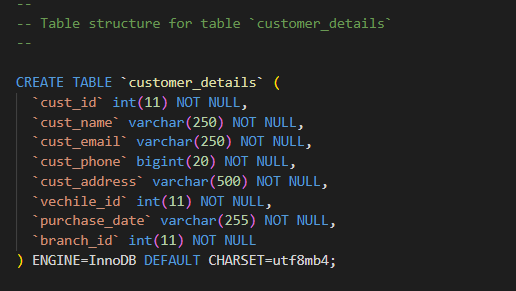 --
-- Table structure for table `customer_details`
--
CREATE TABLE `customer_details` (
`cust_id` int(11) NOT NULL,
`cust_name` varchar(250) NOT NULL,
`cust_email` varchar(250) NOT NULL,
`cust_phone` bigint(20) NOT NULL,
`cust_address` varchar(500) NOT NULL,
`vechile_id` int(11) NOT NULL,
`purchase_date` varchar(255) NOT NULL,
`branch_id` int(11) NOT NULL
) ENGINE=InnoDB DEFAULT CHARSET=utf8mb4;